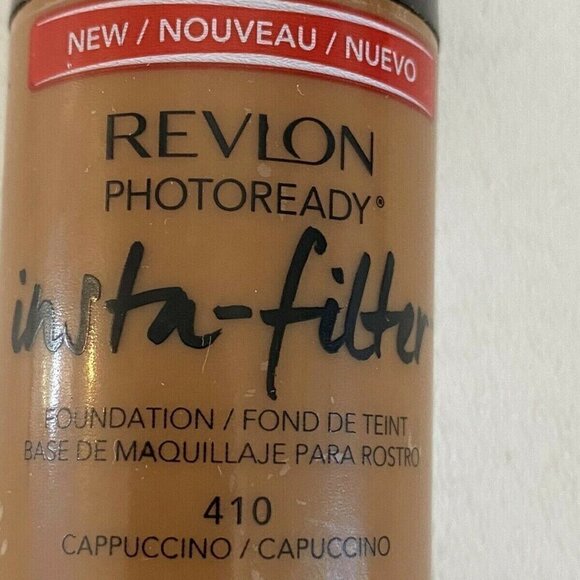 NEW / NOUVEAU / NUEVO
REVLON
PHOTOREADY®
insta-filter
FOUNDATION / FOND DE TEINT
BASE DE MAQUILLAJE PARA ROSTRO
410
CAPPUCCINO / CAPUCCINO